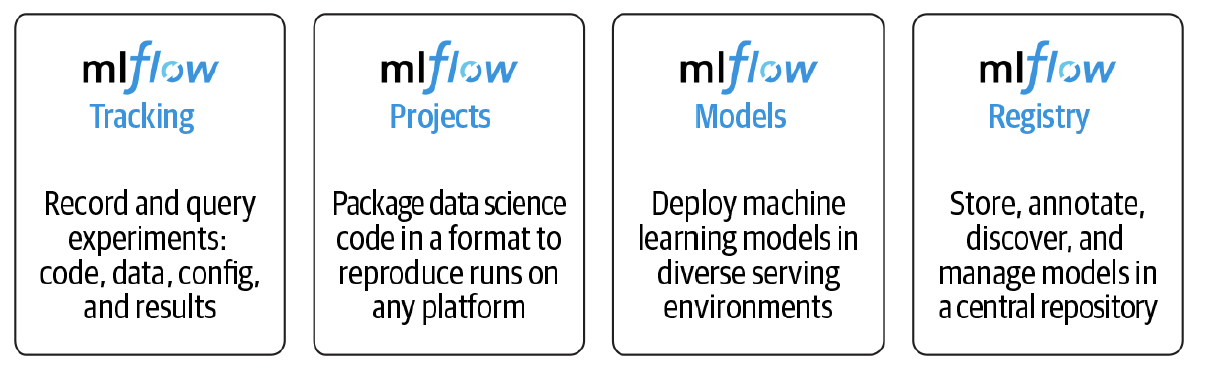 mlflow
Tracking
Record and query
experiments:
code, data, config,
and results
mlflow
Projects
Package data science
code in a format to
reproduce runs on
any platform
mlflow
Models
Deploy machine
learning models in
diverse serving
environments
mlflow
Registry
Store, annotate,
discover, and
manage models in
a central repository